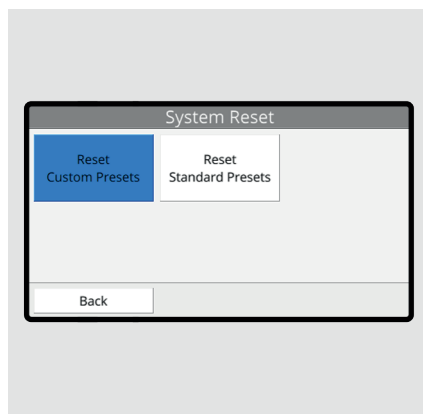 System Reset
Reset
Custom Presets
Reset
Standard Presets
Back